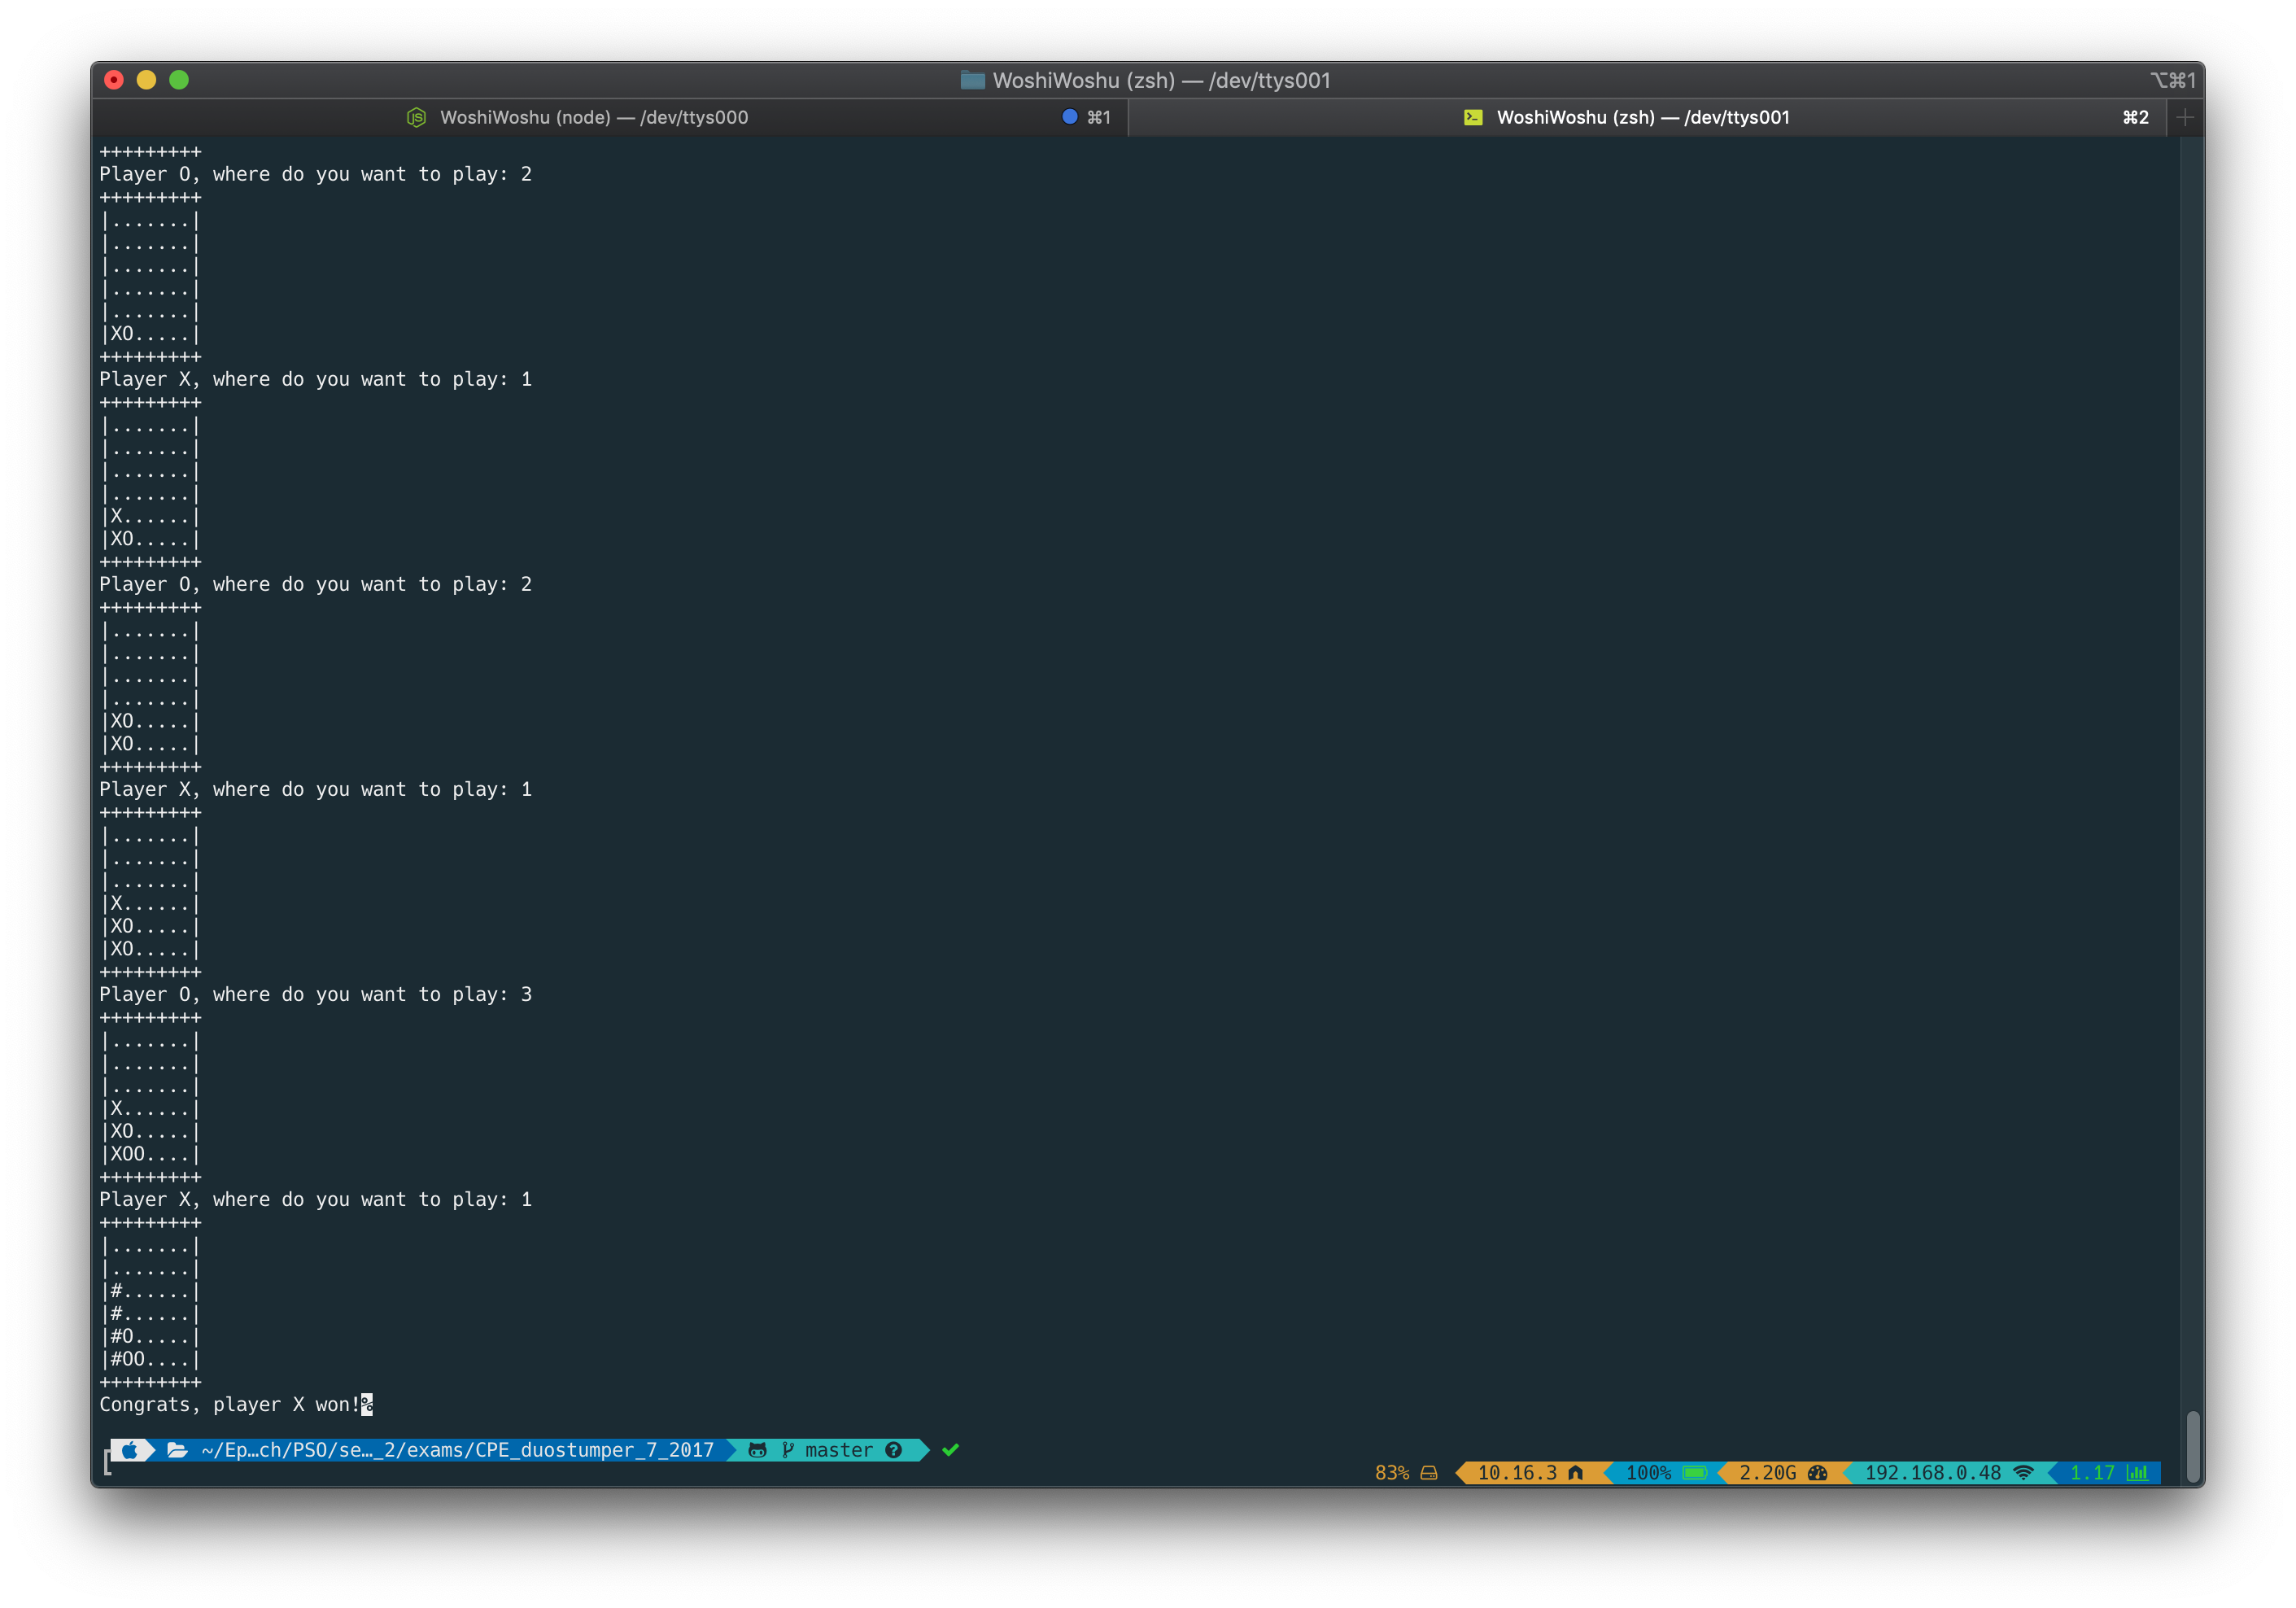 WoshiWoshu (zsh) — /dev/ttys001 ⌥⌘1
WoshiWoshu (node) — /dev/ttys000 ⌘1 WoshiWoshu (zsh) — /dev/ttys001 ⌘2
+++++++++
Player O, where do you want to play: 2
+++++++++
|.......|
|.......|
|.......|
|.......|
|.......|
|XO.....|
+++++++++
Player X, where do you want to play: 1
+++++++++
|.......|
|.......|
|.......|
|.......|
|X......|
|XO.....|
+++++++++
Player O, where do you want to play: 2
+++++++++
|.......|
|.......|
|.......|
|.......|
|XO.....|
|XO.....|
+++++++++
Player X, where do you want to play: 1
+++++++++
|.......|
|.......|
|.......|
|X......|
|XO.....|
|XO.....|
+++++++++
Player O, where do you want to play: 3
+++++++++
|.......|
|.......|
|.......|
|X......|
|XO.....|
|XOO....|
+++++++++
Player X, where do you want to play: 1
+++++++++
|.......|
|.......|
|#......|
|#......|
|#O.....|
|#OO....|
+++++++++
Congrats, player X won!%
~/Ep…ch/PSO/se…_2/exams/CPE_duostumper_7_2017 master ?
83% 10.16.3 100% 2.20G 192.168.0.48 1.17